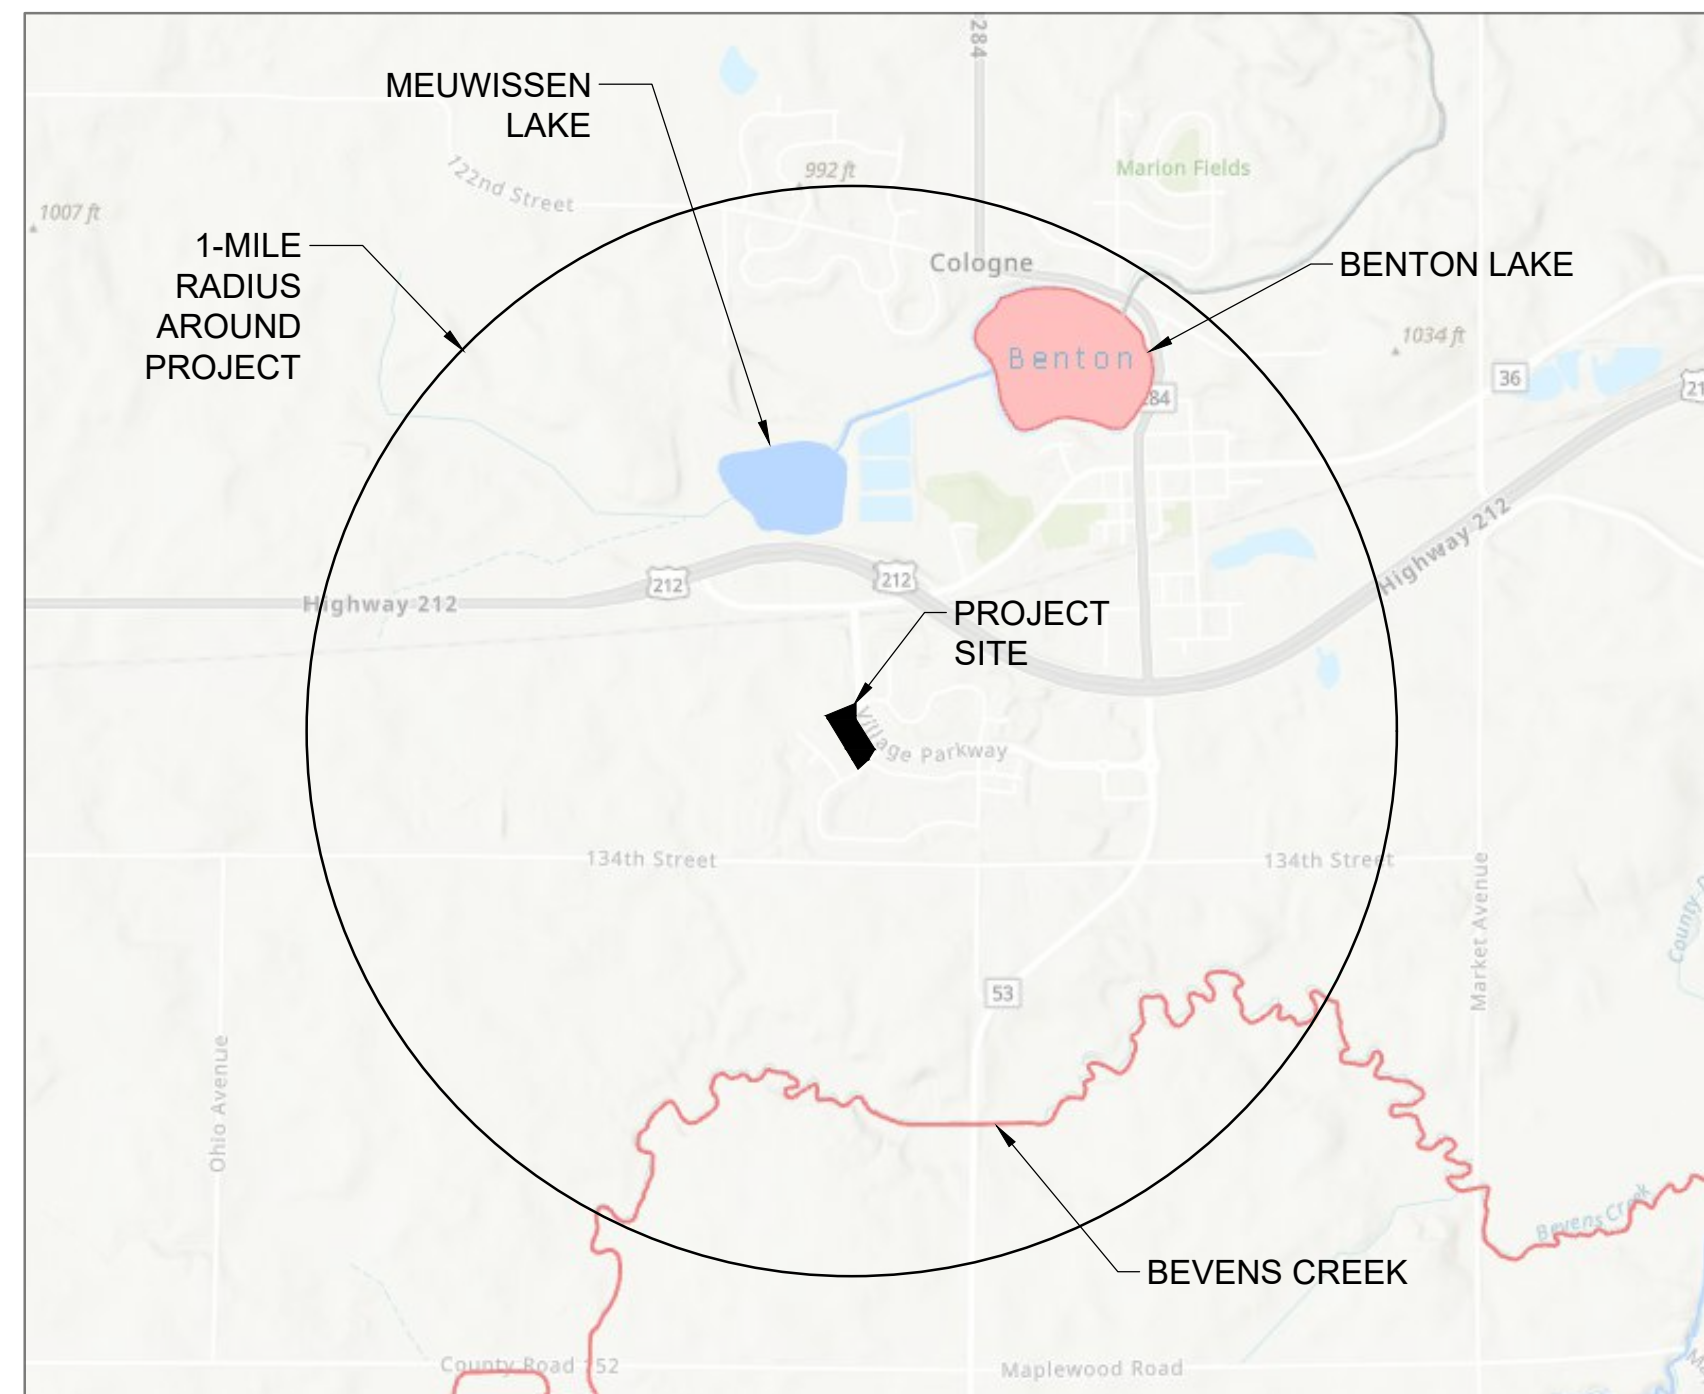 284
MEUWISSEN
LAKE
992 ft
Marion Fields
722nd Street
1007 ft
1-MILE
RADIUS
AROUND
PROJECT
Cologne
BENTON LAKE
1034 ft
Benton
36
84
Highway 212
212
212
Highway 212
PROJECT
SITE
Village Parkway
134th Street
134th Street
Market Avenue
53
Ohio Avenue
Bevens Creek
BEVENS CREEK
County Road 152
Maplewood Road